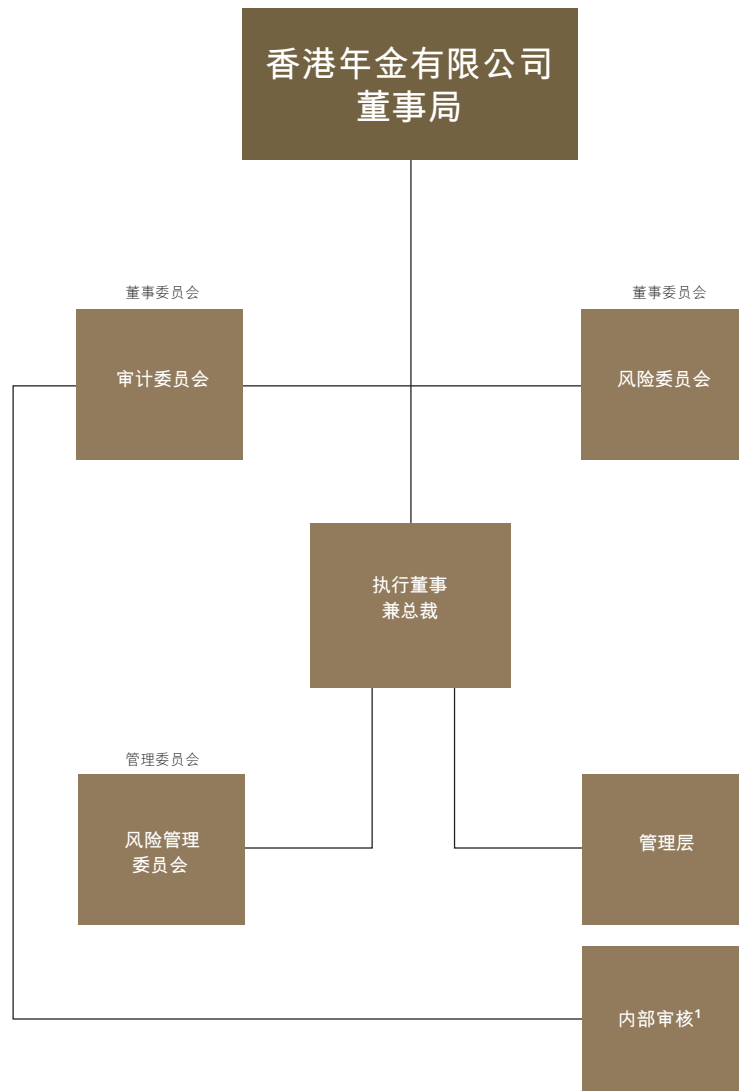 香港年金有限公司
董事局
董事委员会
董事委员会
审计委员会
风险委员会
执行董事
兼总裁
管理委员会
风险管理
委员会
管理层
内部审核¹